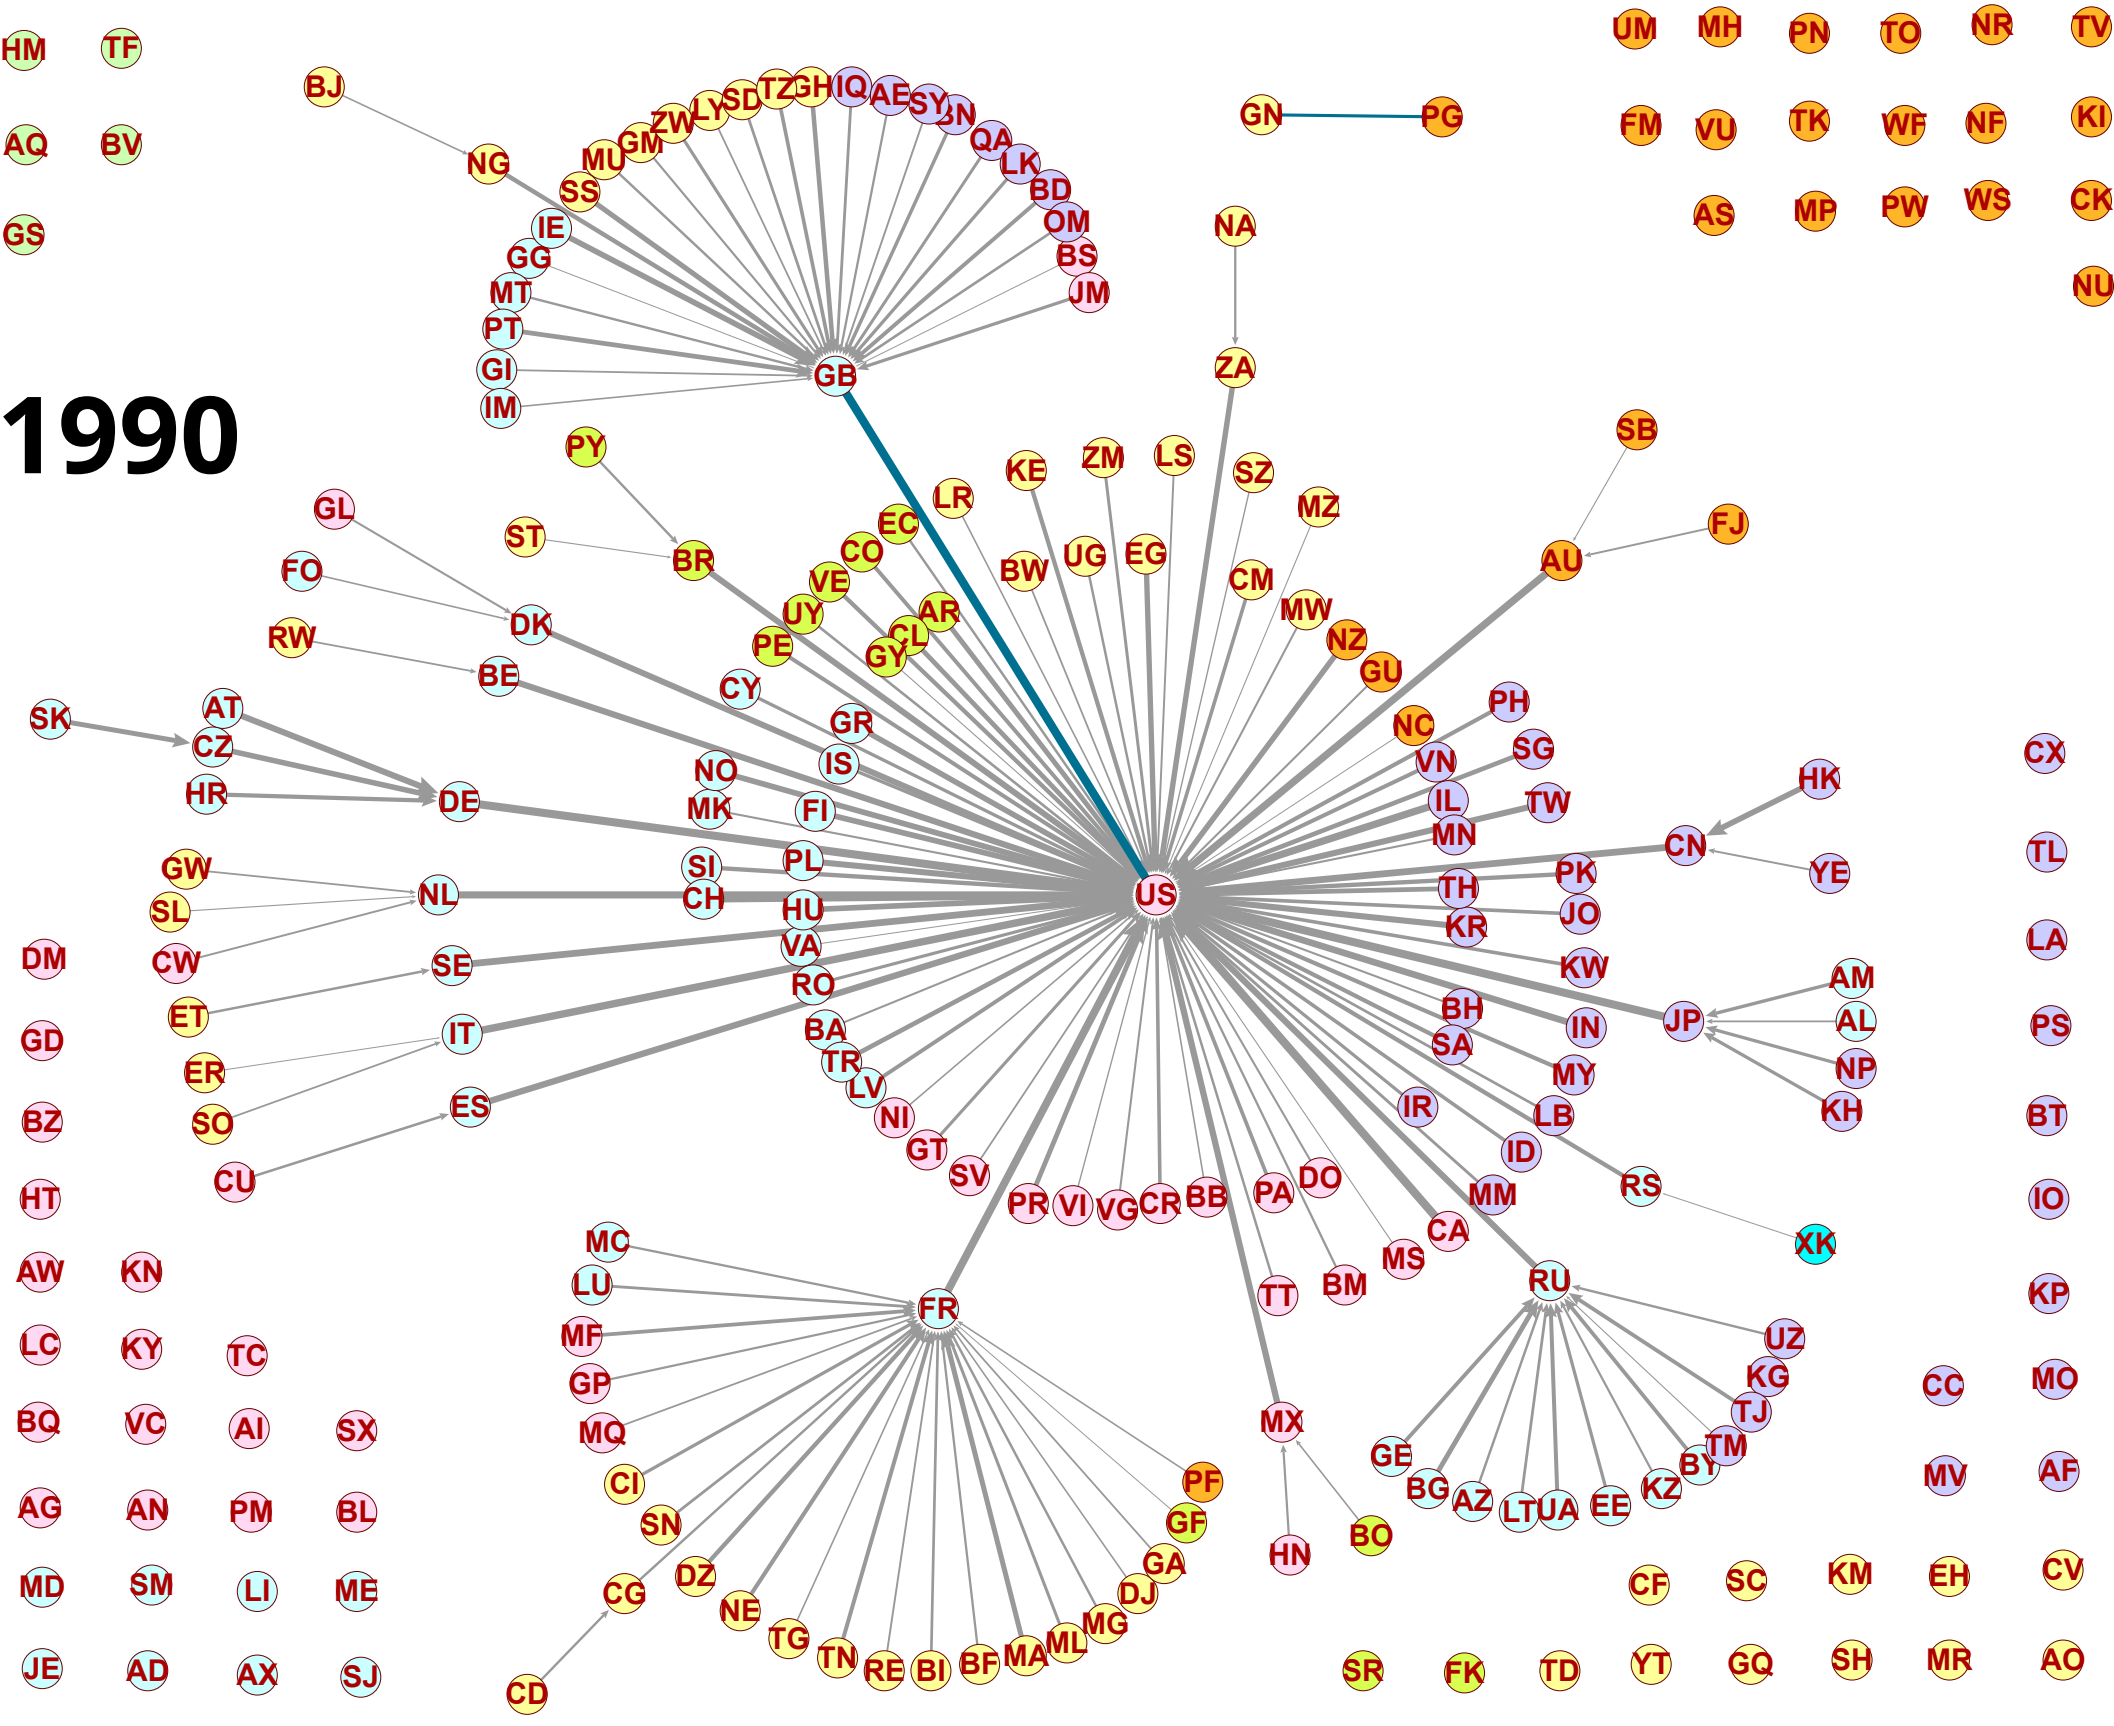 HM TF
BJ
AQ BV
GS
1990
NG SS MU GM ZW LY SD TZ GH IQ AE SY BN QA LK BD OM BS JM
IE GG MT PT GI IM GB
GN PG
UM MH PN TO NR TV
FM VU TK WF NF KI
AS MP PW WS CK
NU
NA
ZA
SB
FJ
AU
PY
ST
BR
GL
FO
DK
RW
BE
EC
CO
VE
UY
PE
AR
CL
GY
LR
KE
ZM
LS
SZ
MZ
BW
UG
EG
CM
MW
NZ
GU
NC
CY
GR
IS
NO
MK
FI
SI
PL
CH
HU
VA
RO
BA
TR
LV
US
SK
AT
CZ
HR
DE
GW
SL
CW
NL
ET
SE
ER
SO
IT
CU
ES
PH
VN
SG
IL
TW
MN
HK
CN
YE
PK
TH
JO
KR
KW
BH
IN
SA
MY
IR
LB
ID
MM
JP
AM
AL
NP
KH
CX
TL
LA
PS
BT
IO
KP
CC MO
MV AF
NI
GT
SV
PR
VI
VG
CR
BB
PA
DO
TT
BM
MS
CA
RS
XK
RU
UZ
KG
TJ
TM
BY
KZ
EE
UA
LT
AZ
BG
GE
MX
HN
BO
DM
GD
BZ
HT
AW KN
LC KY TC
BQ VC AI SX
AG AN PM BL
MD SM LI ME
JE AD AX SJ
MC
LU
MF
GP
MQ
FR
CI
SN
CG
CD
DZ
NE
TG
TN
RE
BI
BF
MA
ML
MG
DJ
GA
GF
PF
CF SC KM EH CV
SR FK TD YT GQ SH MR AO